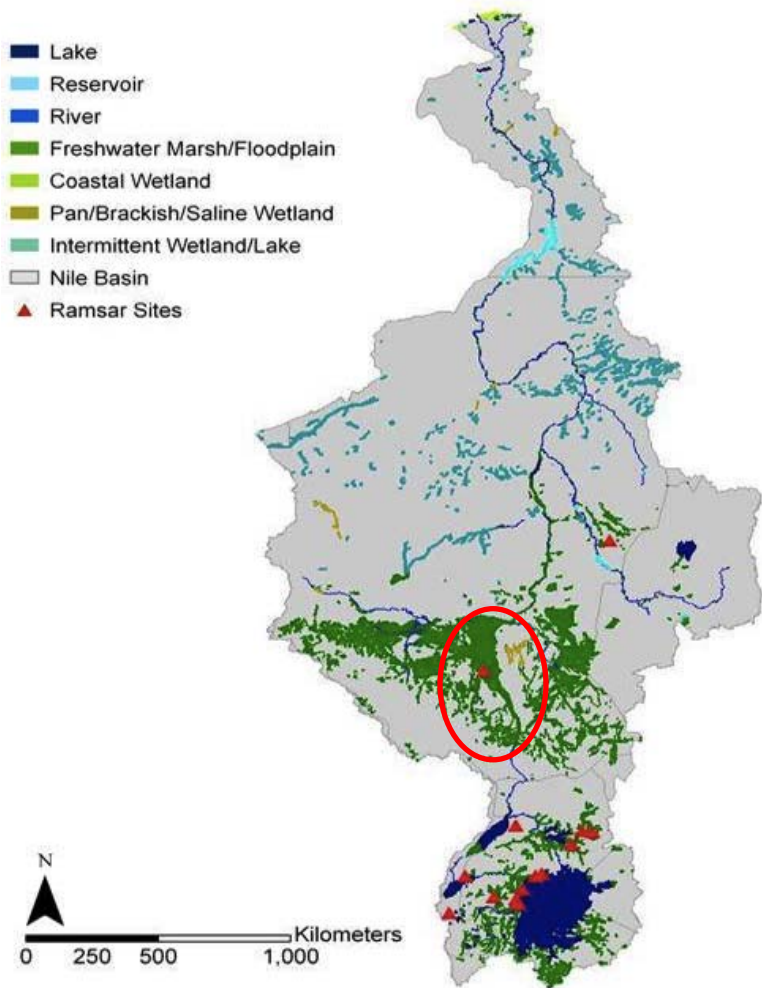 Lake
Reservoir
River
Freshwater Marsh/Floodplain
Coastal Wetland
Pan/Brackish/Saline Wetland
Intermittent Wetland/Lake
Nile Basin
Ramsar Sites
N
Kilometers
0 250 500 1,000